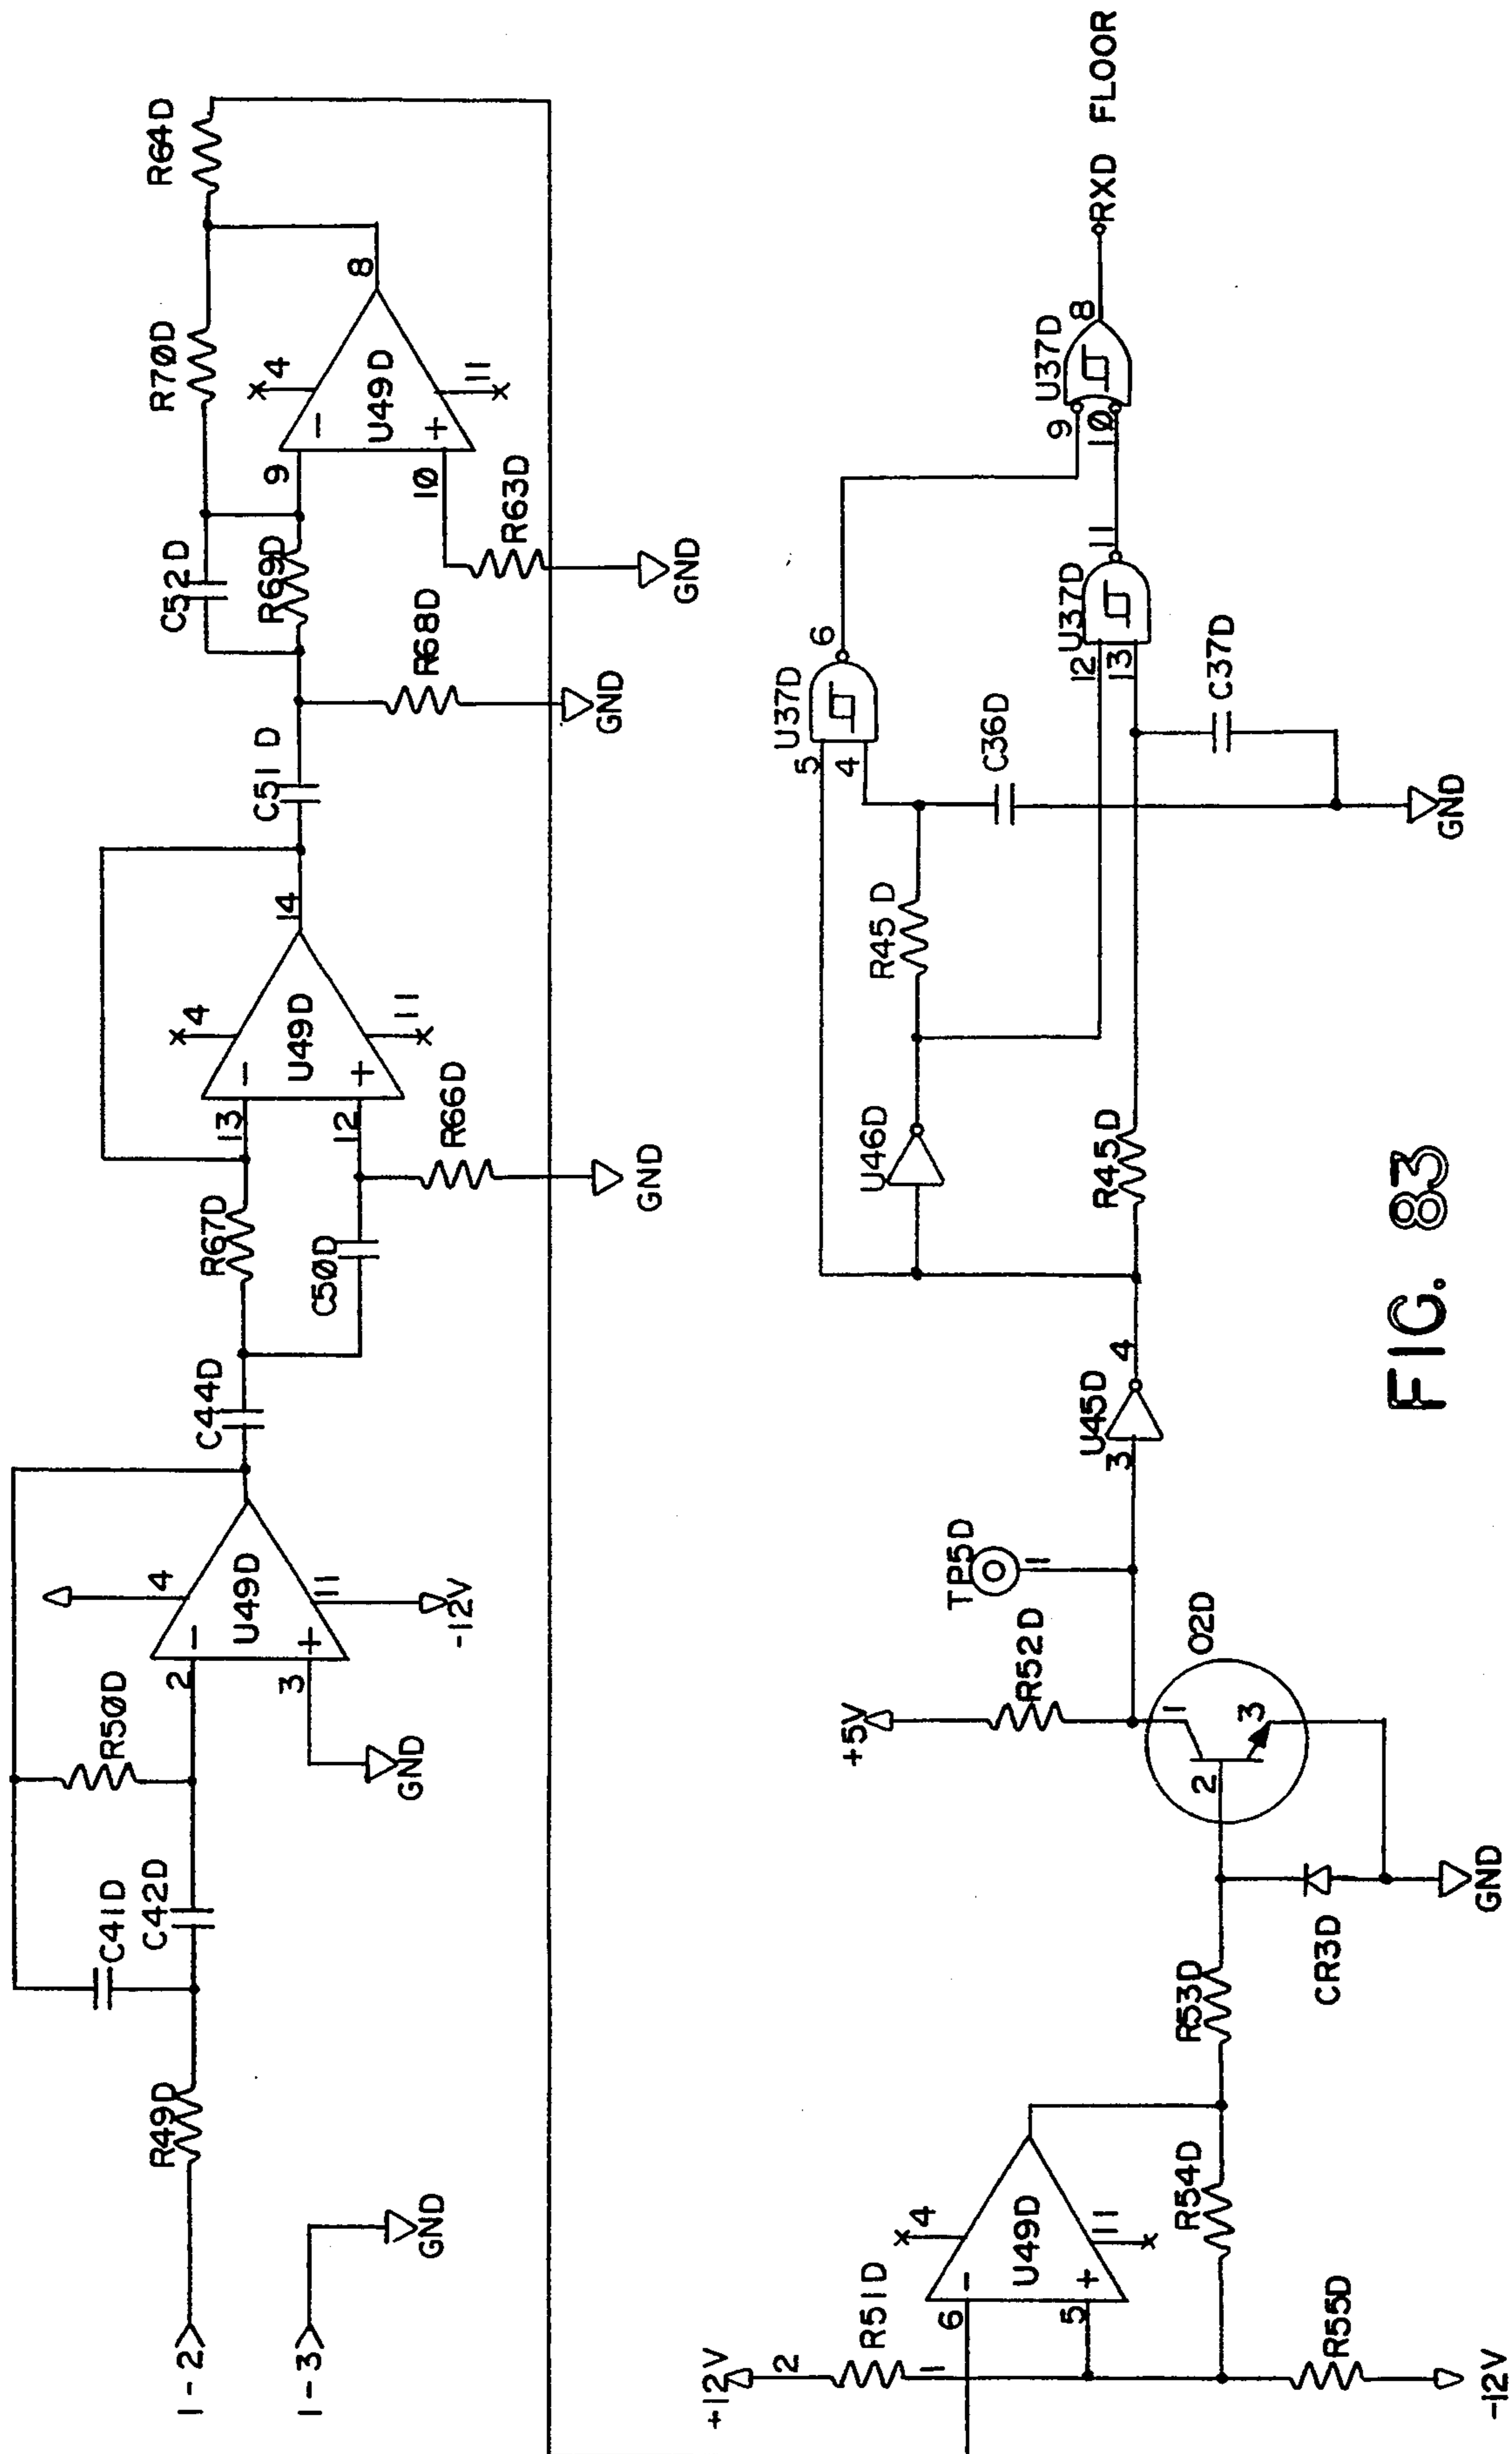 1-2
1-3
GND
R49D
C41D
C42D
R50D
2
3
4
11
U49D
-
+
GND
-12V
C44D
R67D
C50D
13
12
4
11
U49D
-
+
14
R66D
GND
C51D
R68D
GND
C52D
R69D
R70D
9
10
4
11
U49D
-
+
8
R63D
GND
R64D
+12V
2
R51D
1
6
5
4
11
U49D
-
+
R54D
R55D
-12V
R53D
CR3D
GND
+5V
R52D
O2D
1
2
3
TP5D
1
U45D
3
4
U46D
R45D
R45D
C36D
C37D
GND
U37D
5
4
6
U37D
12
13
11
U37D
9
10
8
RXD FLOOR
FIG. 83